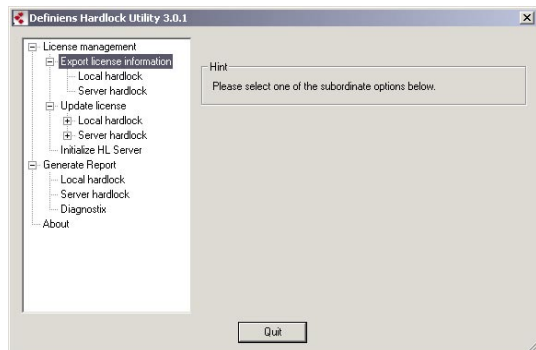 Definiens Hardlock Utility 3.0.1
License management
Export license information
Local hardlock
Server hardlock
Update license
Local hardlock
Server hardlock
Initialize HL Server
Generate Report
Local hardlock
Server hardlock
Diagnostix
About
Hint
Please select one of the subordinate options below.
Quit